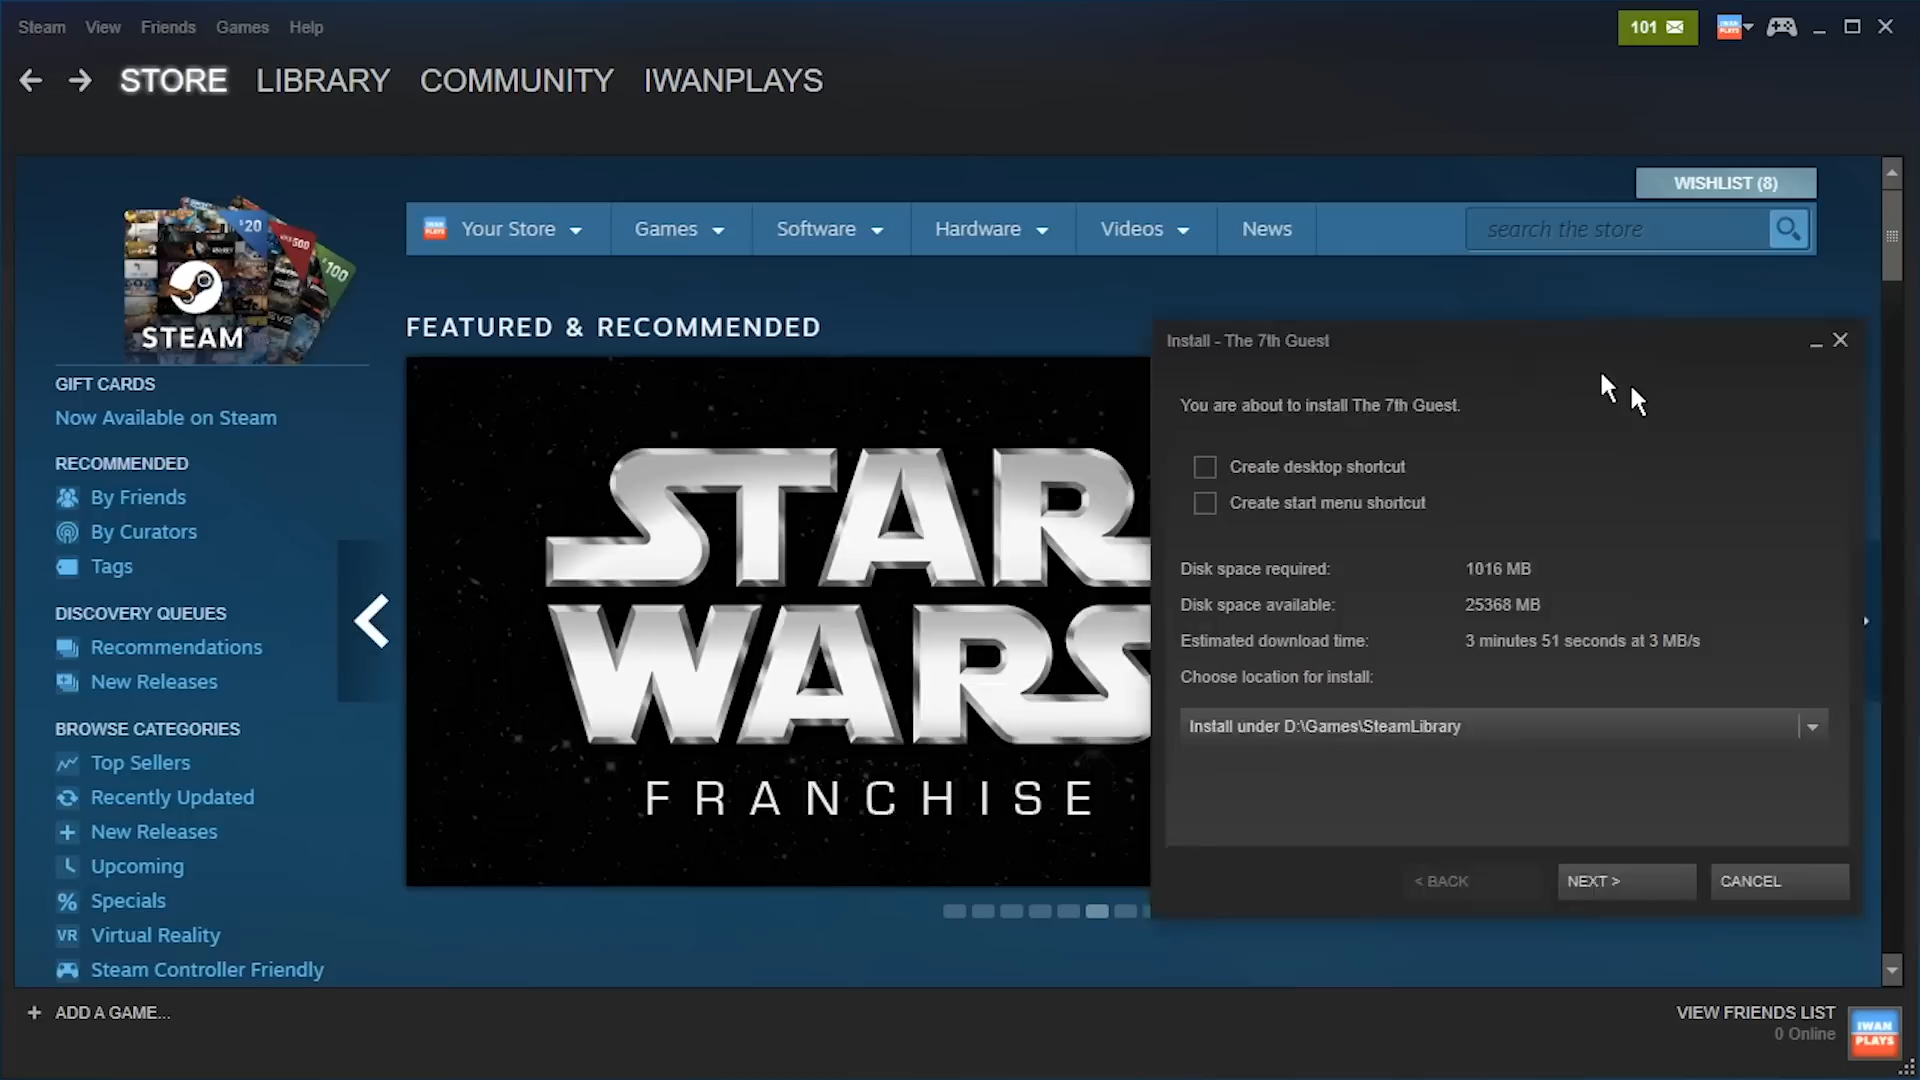 Steam View Friends Games Help
101
STORE LIBRARY COMMUNITY IWANPLAYS
WISHLIST (8)
Your Store Games Software Hardware Videos News
search the store
$20
$100
STEAM
GIFT CARDS
Now Available on Steam
RECOMMENDED
By Friends
By Curators
Tags
DISCOVERY QUEUES
Recommendations
New Releases
BROWSE CATEGORIES
Top Sellers
Recently Updated
New Releases
Upcoming
% Specials
VR Virtual Reality
Steam Controller Friendly
FEATURED & RECOMMENDED
STAR
WARS
FRANCHISE
Install - The 7th Guest
You are about to install The 7th Guest.
Create desktop shortcut
Create start menu shortcut
Disk space required: 1016 MB
Disk space available: 25368 MB
Estimated download time: 3 minutes 51 seconds at 3 MB/s
Choose location for install:
Install under D:\Games\SteamLibrary
< BACK NEXT > CANCEL
+ ADD A GAME...
VIEW FRIENDS LIST
0 Online
IWAN
PLAYS